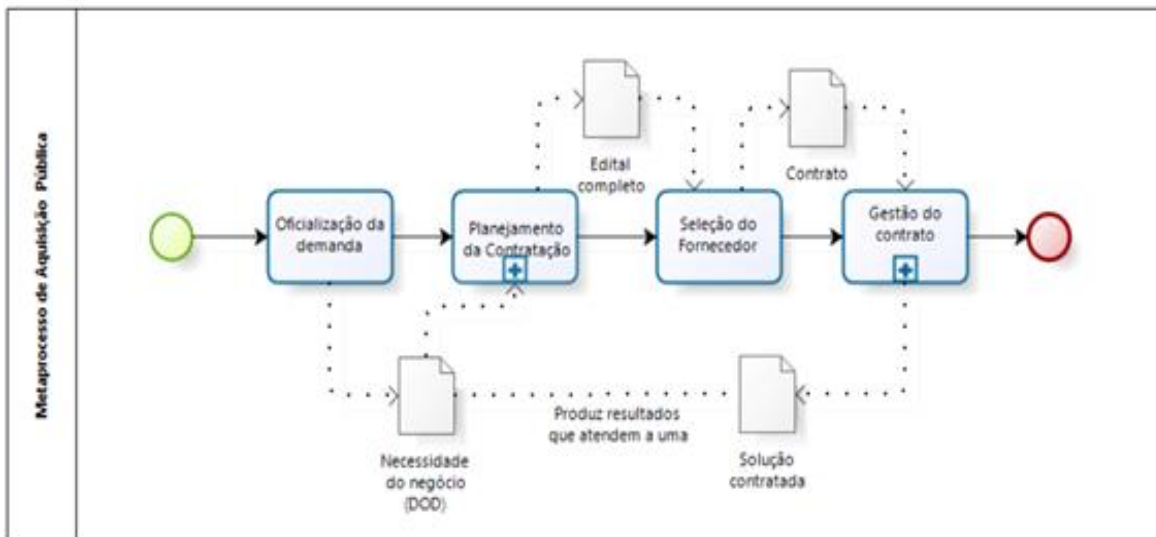 Metaprocesso de Aquisição Pública
Edital
completo
Contrato
Oficialização da
demanda
Planejamento
da Contratação
Seleção do
Fornecedor
Gestão do
contrato
Produz resultados
que atendem a uma
Necessidade
do negócio
(DOD)
Solução
contratada